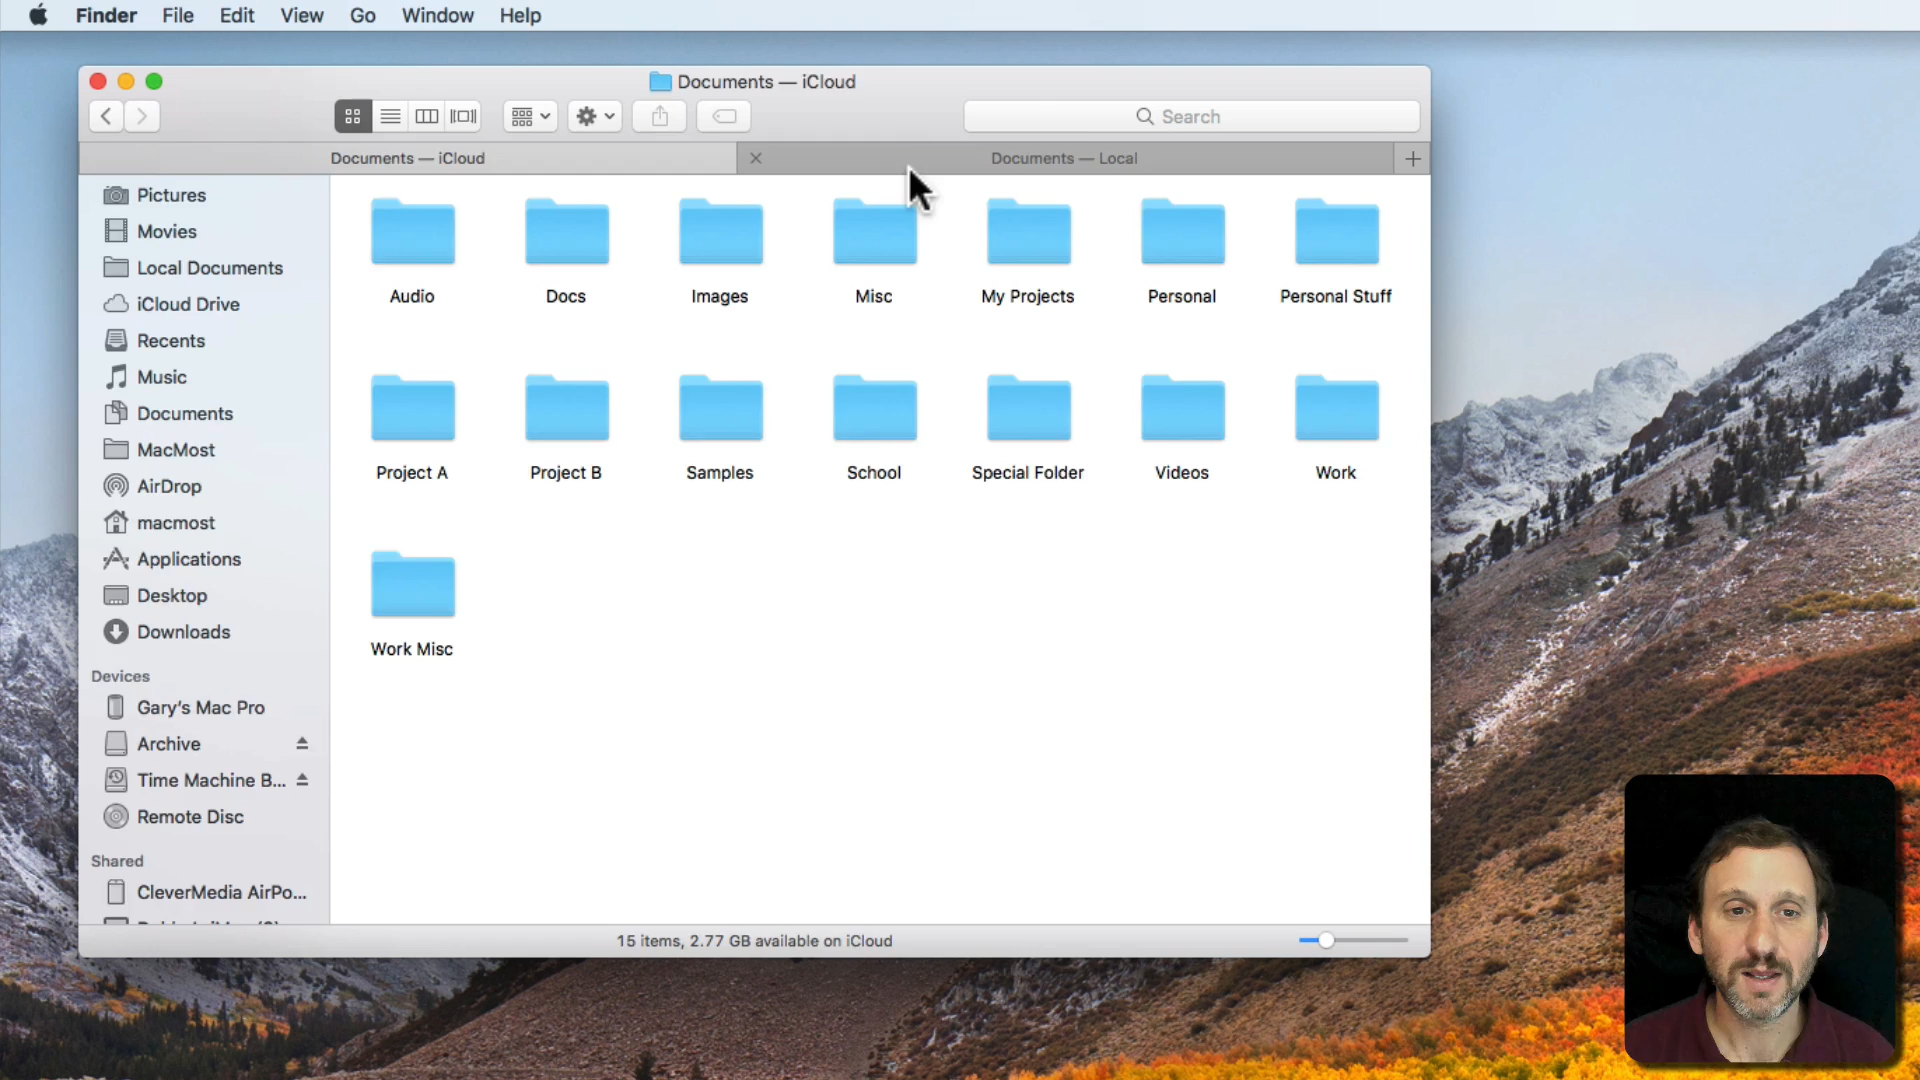 Finder File Edit View Go Window Help
Documents — iCloud
Search
Documents — iCloud
Documents — Local
Pictures
Movies
Local Documents
iCloud Drive
Recents
Music
Documents
MacMost
AirDrop
macmost
Applications
Desktop
Downloads
Devices
Gary's Mac Pro
Archive
Time Machine B...
Remote Disc
Shared
CleverMedia AirPo...
Audio Docs Images Misc My Projects Personal Personal Stuff
Project A Project B Samples School Special Folder Videos Work
Work Misc
15 items, 2.77 GB available on iCloud